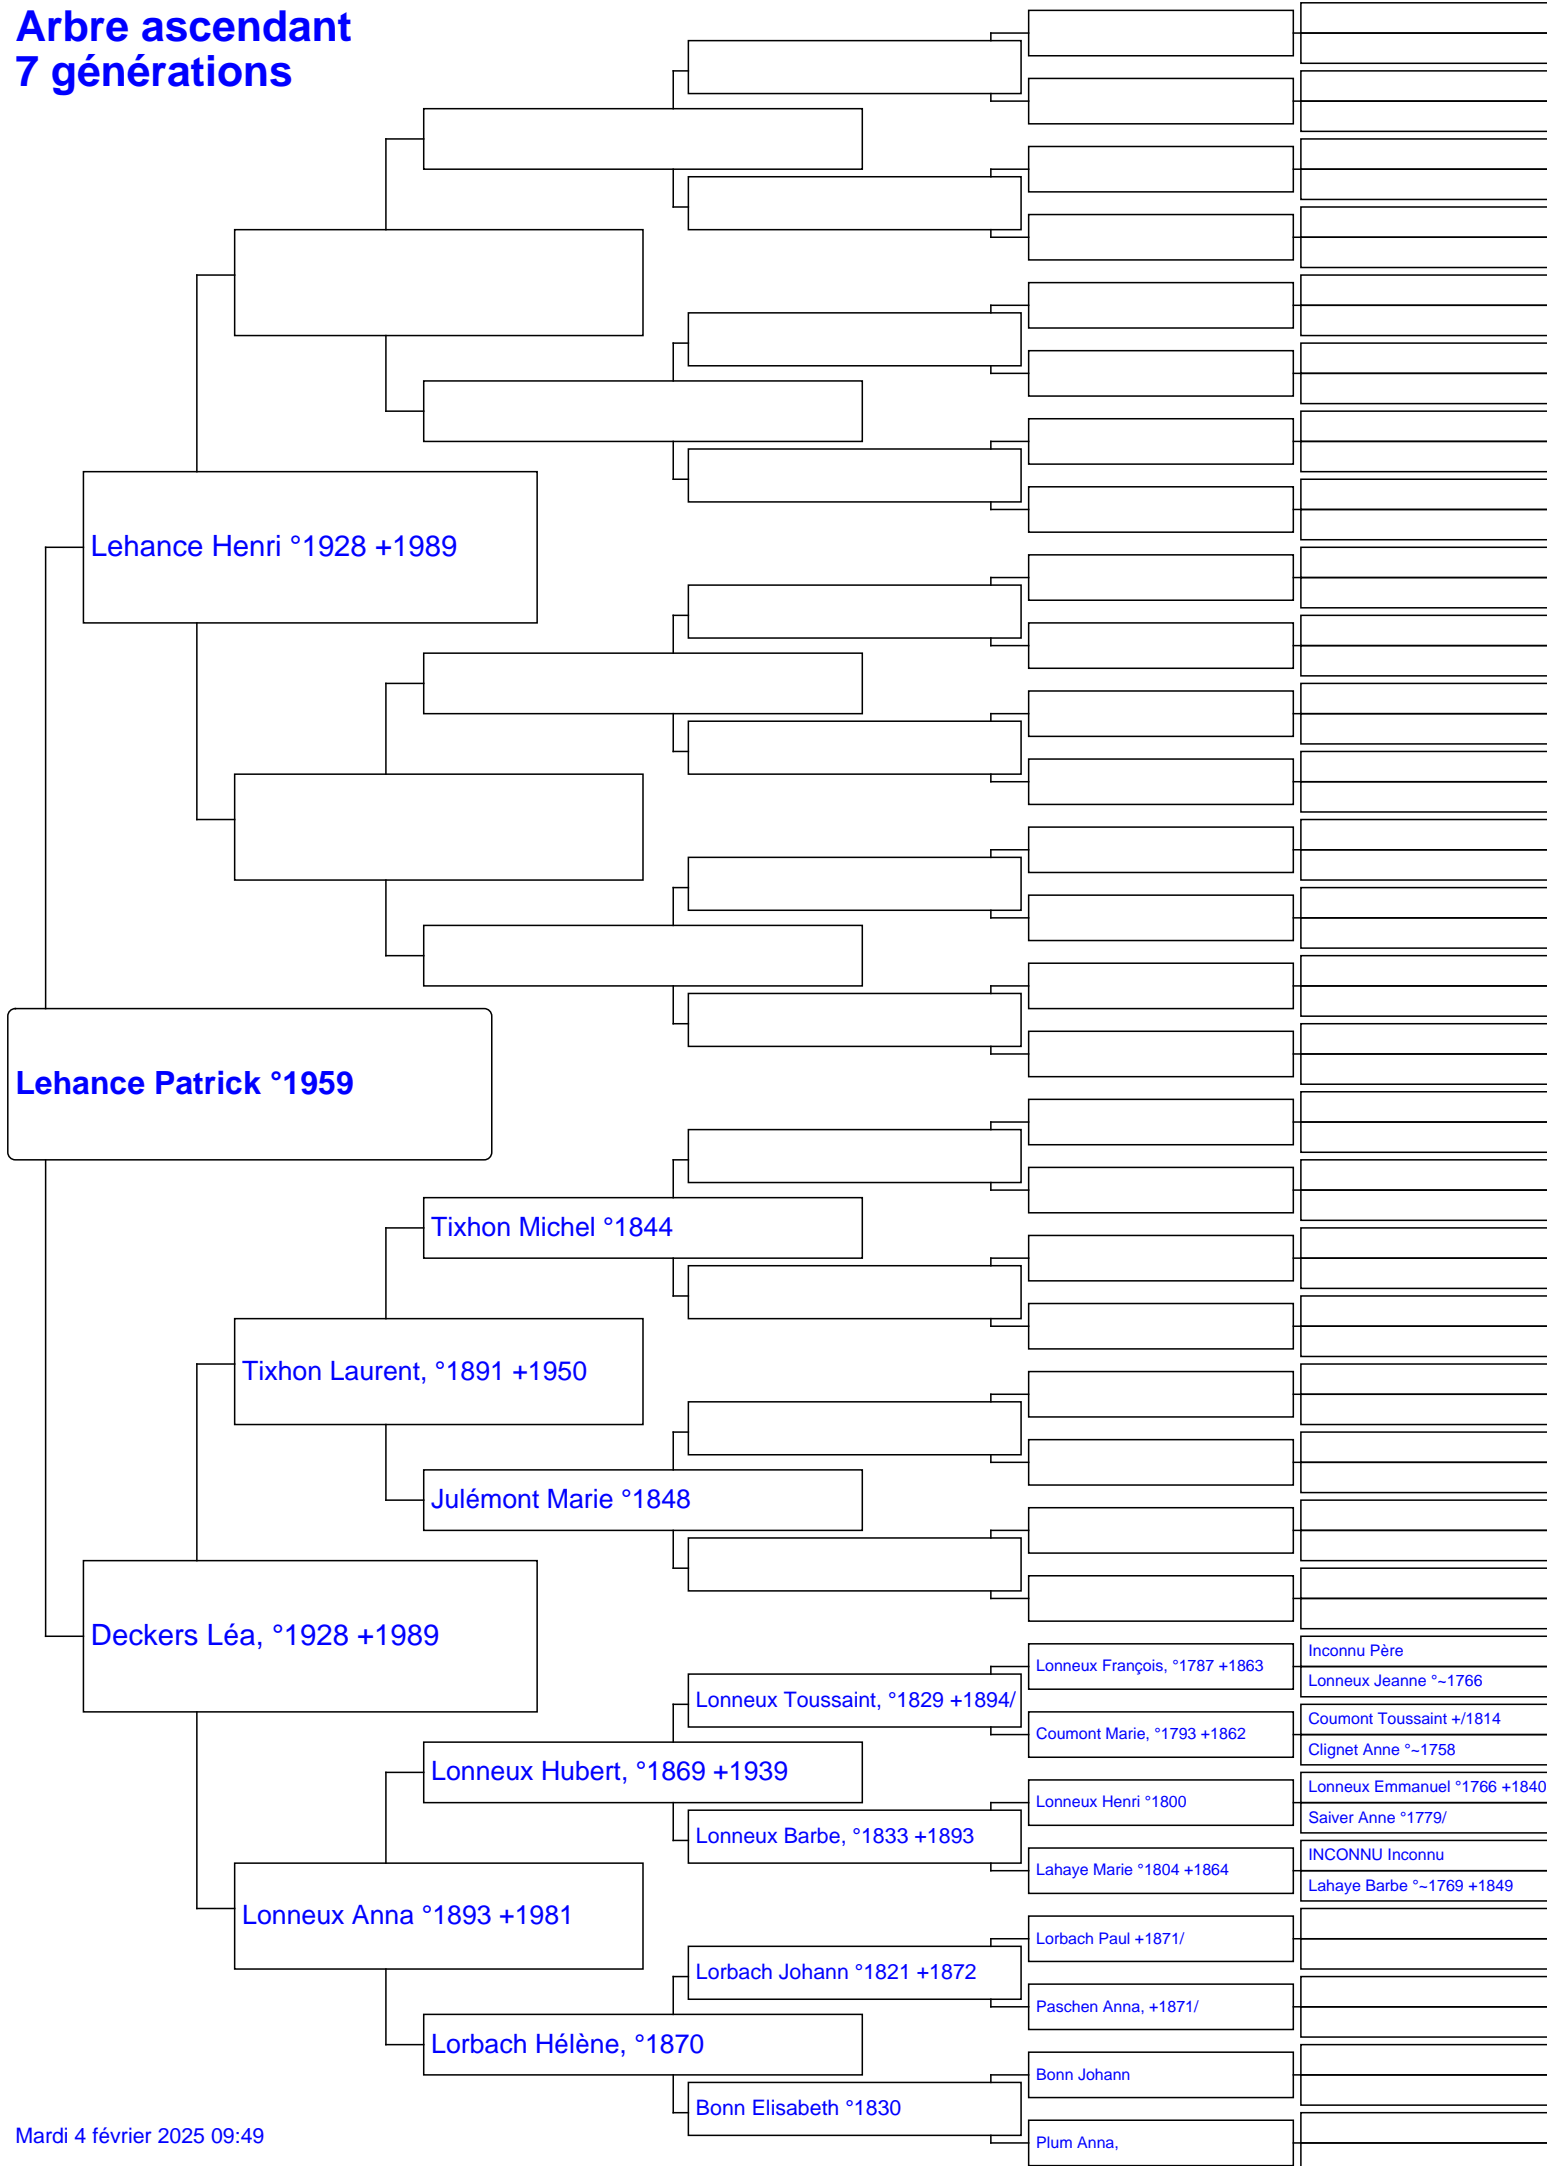 Arbre ascendant
7 générations
Lehance Henri °1928 +1989
Lehance Patrick °1959
Tixhon Michel °1844
Tixhon Laurent, °1891 +1950
Julémont Marie °1848
Deckers Léa, °1928 +1989
Inconnu Père
Lonneux François, °1787 +1863
Lonneux Jeanne °~1766
Lonneux Toussaint, °1829 +1894/
Coumont Toussaint +/1814
Coumont Marie, °1793 +1862
Clignet Anne °~1758
Lonneux Hubert, °1869 +1939
Lonneux Emmanuel °1766 +1840
Lonneux Henri °1800
Saiver Anne °1779/
Lonneux Barbe, °1833 +1893
INCONNU Inconnu
Lahaye Marie °1804 +1864
Lahaye Barbe °~1769 +1849
Lonneux Anna °1893 +1981
Lorbach Paul +1871/
Lorbach Johann °1821 +1872
Paschen Anna, +1871/
Lorbach Hélène, °1870
Bonn Johann
Bonn Elisabeth °1830
Plum Anna,
Mardi 4 février 2025 09:49